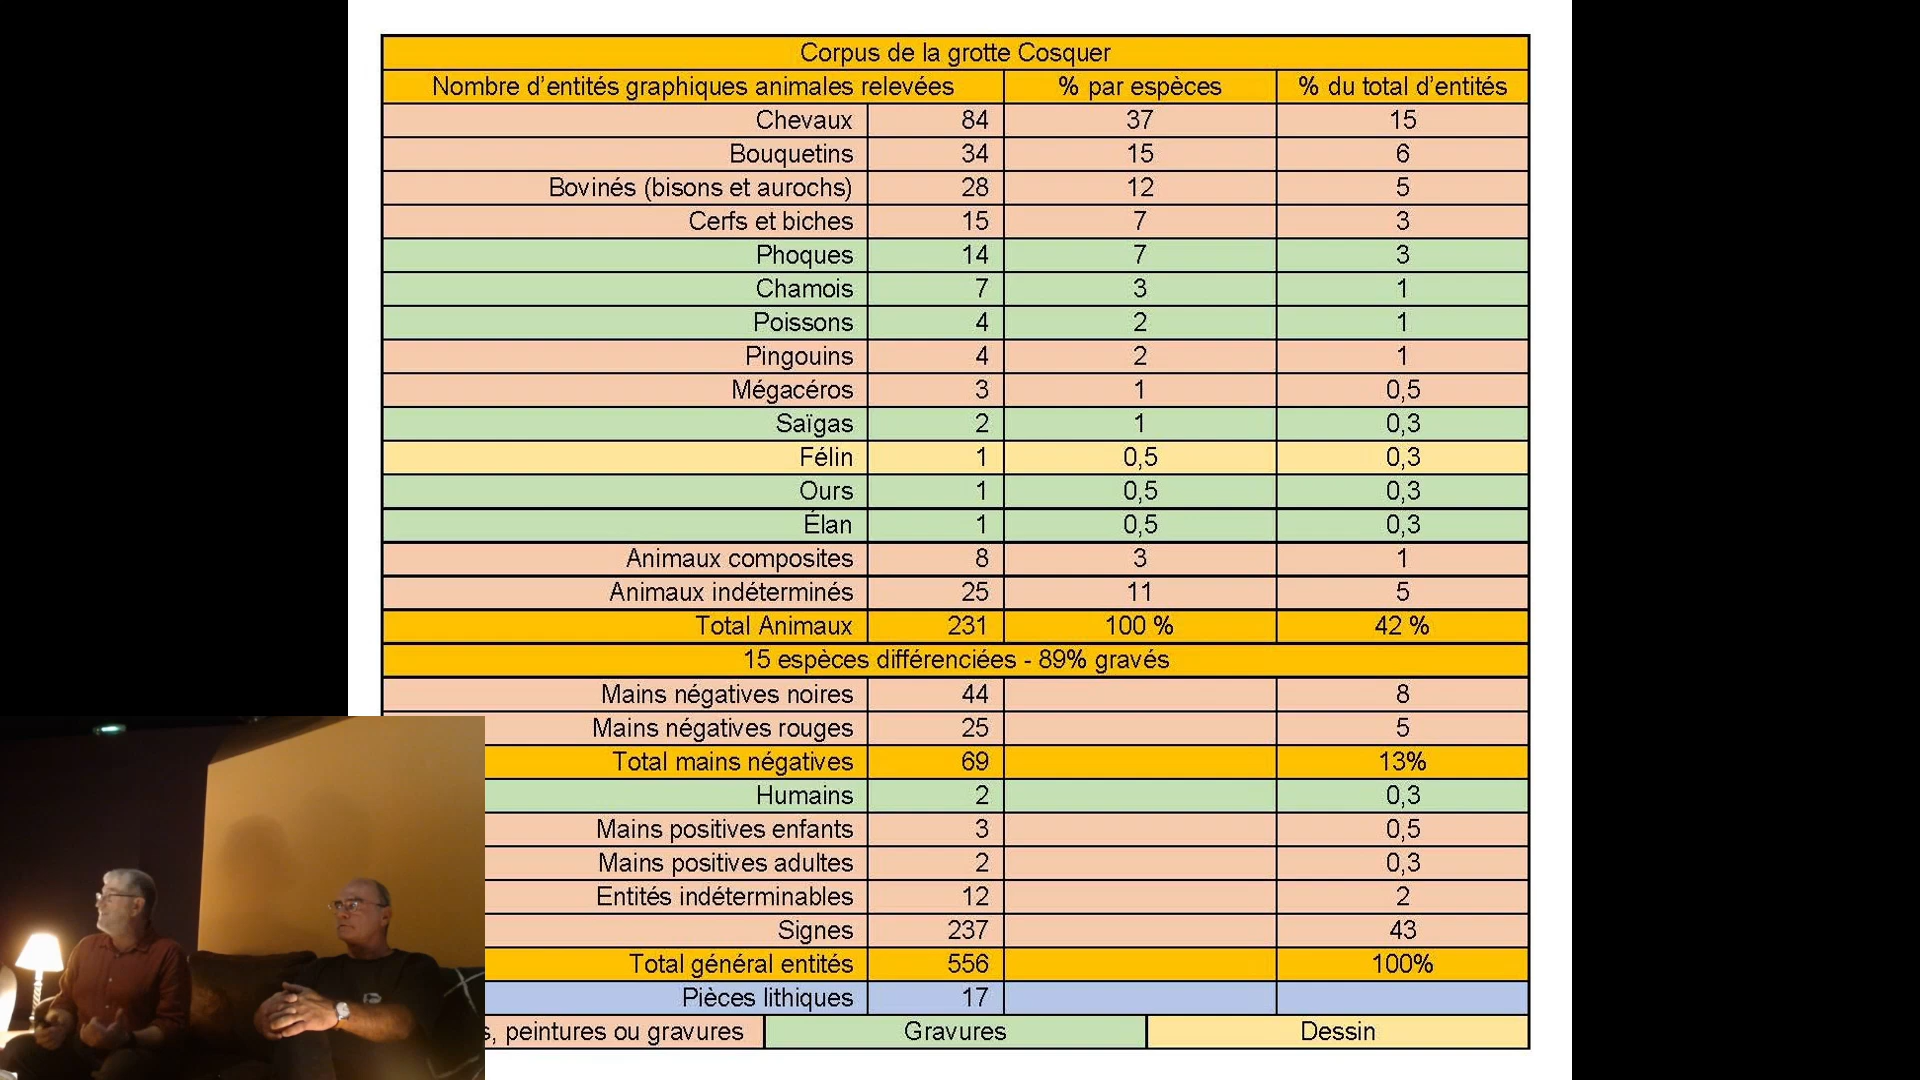 Corpus de la grotte Cosquer
Nombre d'entités graphiques animales relevées % par espèces % du total d'entités
Chevaux 84 37 15
Bouquetins 34 15 6
Bovinés (bisons et aurochs) 28 12 5
Cerfs et biches 15 7 3
Phoques 14 7 3
Chamois 7 3 1
Poissons 4 2 1
Pingouins 4 2 1
Mégacéros 3 1 0,5
Saïgas 2 1 0,3
Félin 1 0,5 0,3
Ours 1 0,5 0,3
Élan 1 0,5 0,3
Animaux composites 8 3 1
Animaux indéterminés 25 11 5
Total Animaux 231 100 % 42 %
15 espèces différenciées - 89% gravés
Mains négatives noires 44 8
Mains négatives rouges 25 5
Total mains négatives 69 13%
Humains 2 0,3
Mains positives enfants 3 0,5
Mains positives adultes 2 0,3
Entités indéterminables 12 2
Signes 237 43
Total général entités 556 100%
Pièces lithiques 17
, peintures ou gravures Gravures Dessin